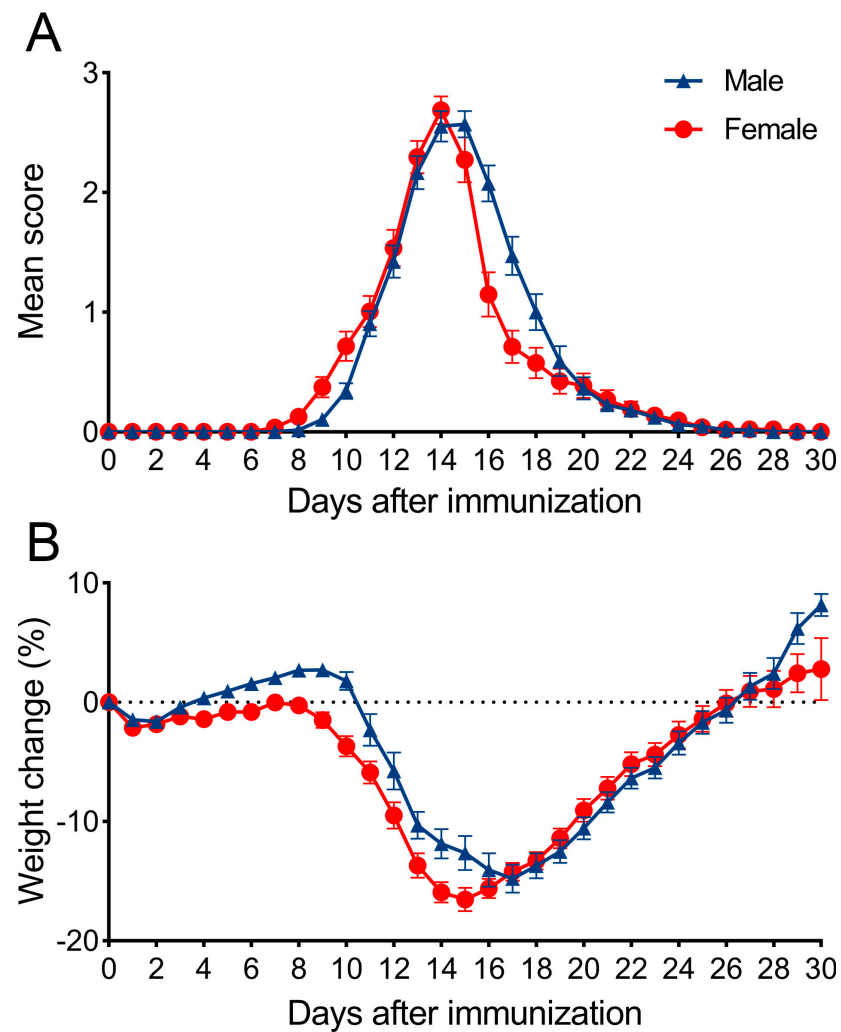 A
3
2
1
0
Mean score
Male
Female
0 2 4 6 8 10 12 14 16 18 20 22 24 26 28 30
Days after immunization
B
10
0
-10
-20
Weight change (%)
0 2 4 6 8 10 12 14 16 18 20 22 24 26 28 30
Days after immunization